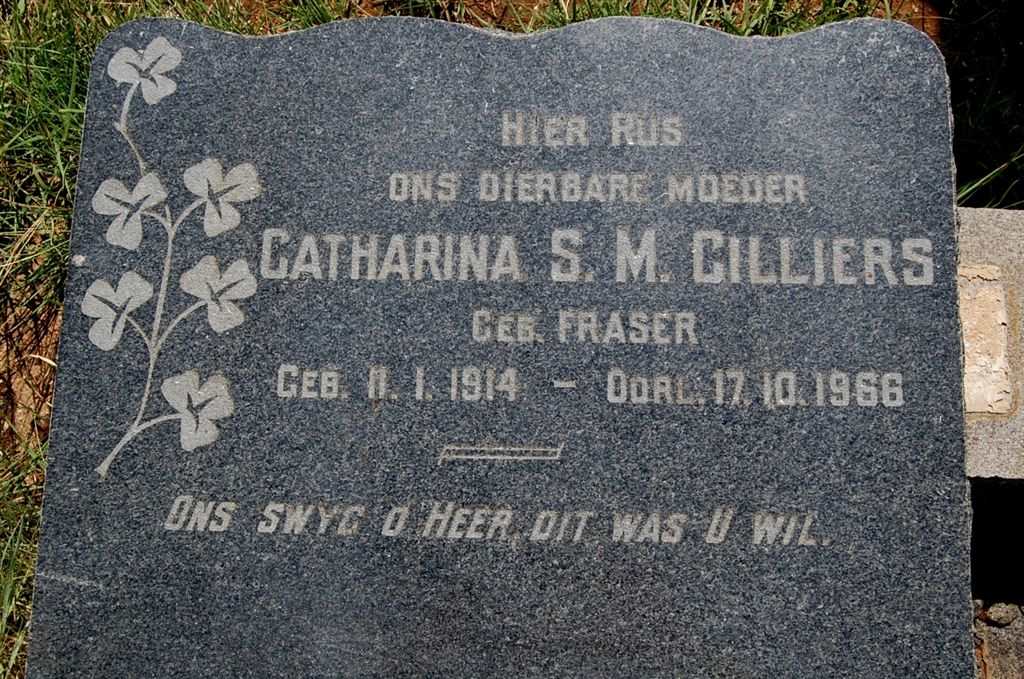 HIER RUS
ONS DIERBARE MOEDER
CATHARINA S. M. CILLIERS
GEB. FRASER
GEB. 11. 1. 1914 - OORL. 17. 10. 1966
ONS SWYG O HEER, DIT WAS U WIL.